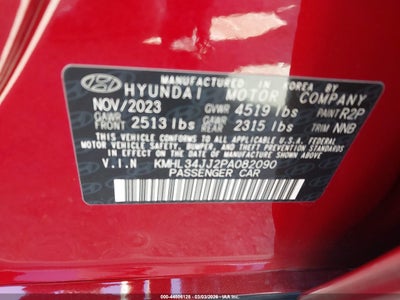 MADE IN KOREA
HYUNDAI MOTOR COMPANY
NOV/2023 GVWR 4519 lbs PAINT R2P
GAWR FRONT 2513 lbs GAWR REAR 2315 lbs TRIM NNB
THIS VEHICLE CONFORMS TO ALL APPLICABLE FEDERAL
MOTOR VEHICLE SAFETY, BUMPER, AND THEFT PREVENTION
STANDARDS IN EFFECT ON THE DATE OF MANUFACTURE
SHOWN ABOVE.
V.I.N KMHL34JJ2PA082090
PASSENGER CAR